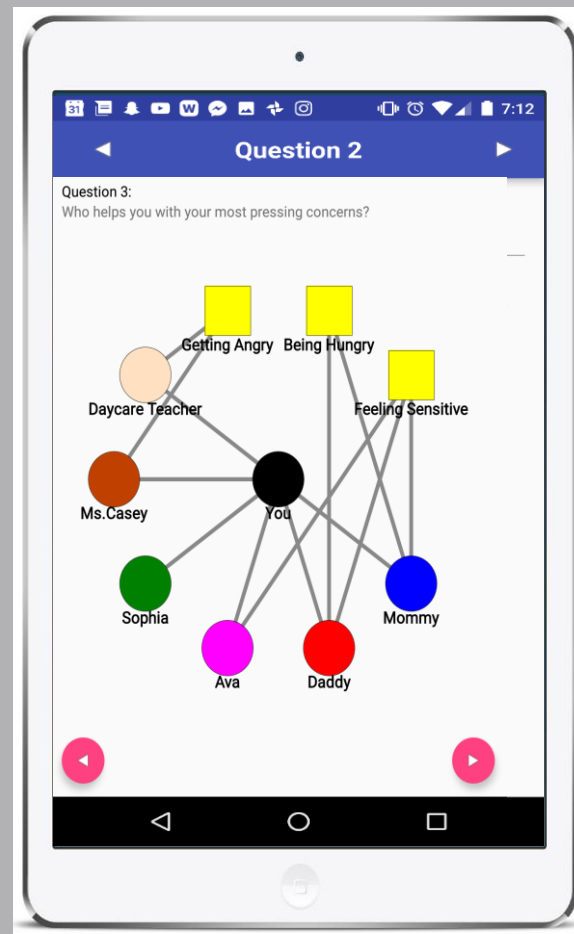 31 W 7:12
Question 2
Question 3:
Who helps you with your most pressing concerns?
Getting Angry Being Hungry
Daycare Teacher Feeling Sensitive
Ms.Casey You
Sophia Mommy
Ava Daddy